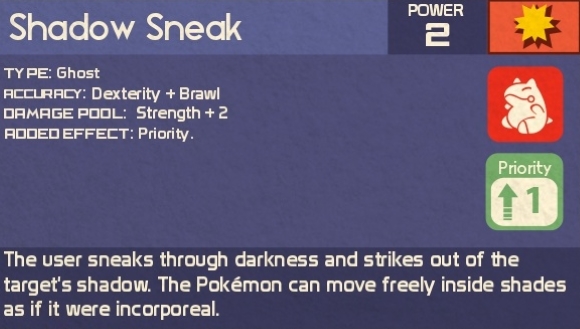 Shadow Sneak
POWER
2
TYPE: Ghost
ACCURACY: Dexterity + Brawl
DAMAGE POOL: Strength + 2
ADDED EFFECT: Priority.
Priority
1
The user sneaks through darkness and strikes out of the
target's shadow. The Pokémon can move freely inside shades
as if it were incorporeal.